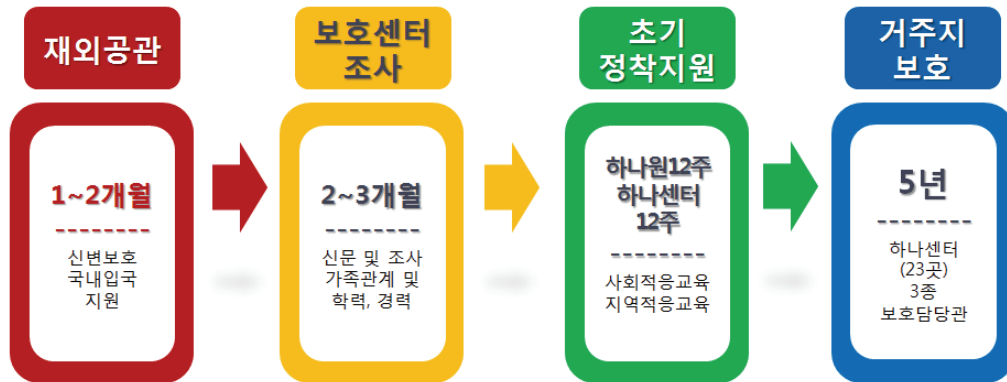 재외공관
1~2개월
--------
신변보호
국내입국
지원
보호센터
조사
2~3개월
--------
신문 및 조사
가족관계 및
학력, 경력
초기
정착지원
하나원12주
하나센터
12주
--------
사회적응교육
지역적응교육
거주지
보호
5년
--------
하나센터
(23곳)
3종
보호담당관